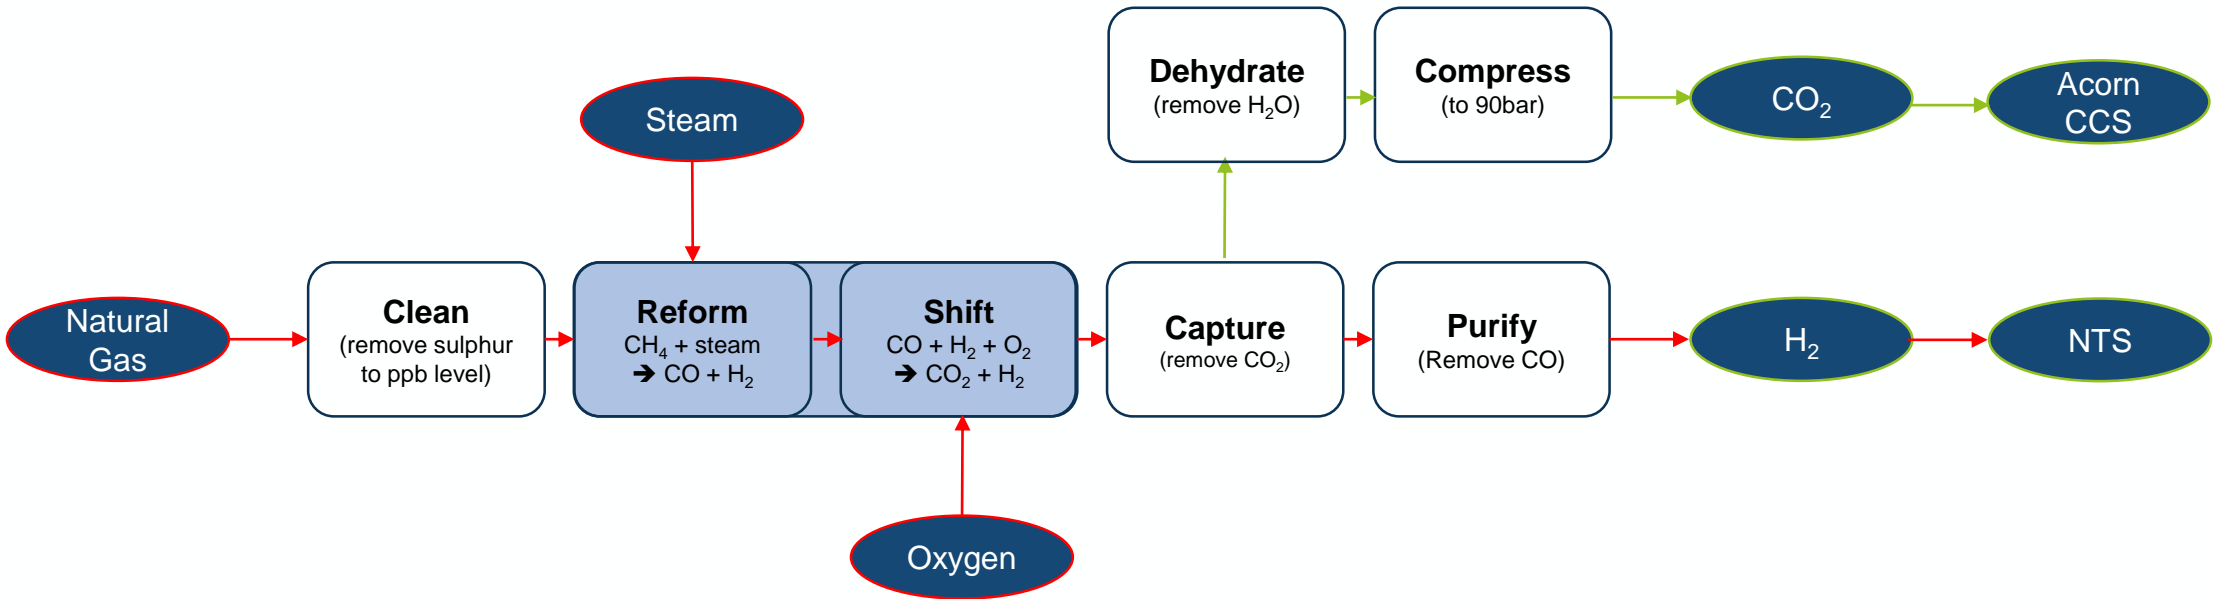 Dehydrate
(remove H₂O)
Compress
(to 90bar)
CO₂
Acorn
CCS
Steam
Natural
Gas
Clean
(remove sulphur
to ppb level)
Reform
CH₄ + steam
➔ CO + H₂
Shift
CO + H₂ + O₂
➔ CO₂ + H₂
Capture
(remove CO₂)
Purify
(Remove CO)
H₂
NTS
Oxygen